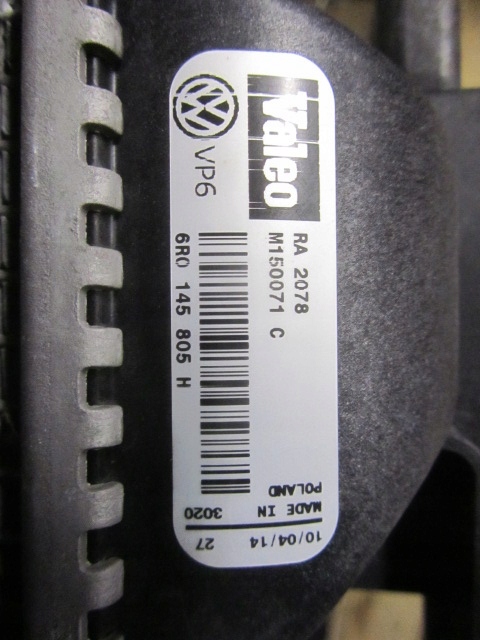 Valeo
RA 2078
M150071 C
VP6
6R0 145 805 H
MADE IN
POLAND
3020
10/04/14
27